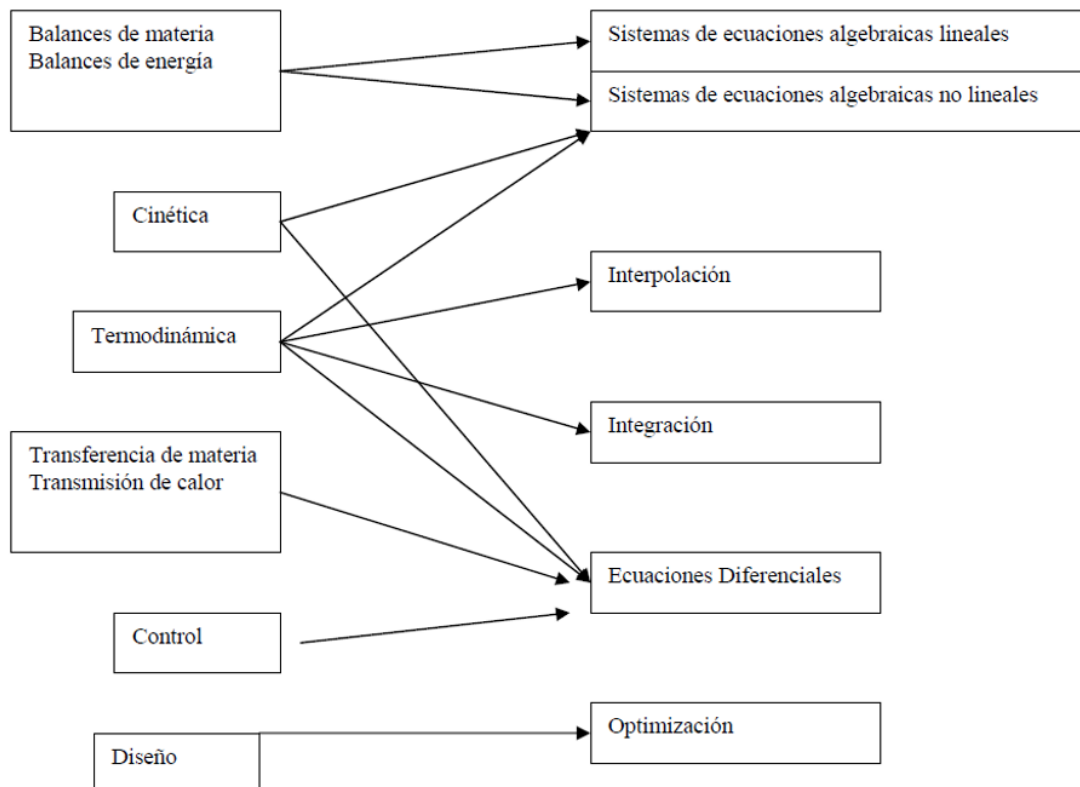 Balances de materia
Balances de energía
Sistemas de ecuaciones algebraicas lineales
Sistemas de ecuaciones algebraicas no lineales
Cinética
Interpolación
Termodinámica
Integración
Transferencia de materia
Transmisión de calor
Ecuaciones Diferenciales
Control
Optimización
Diseño